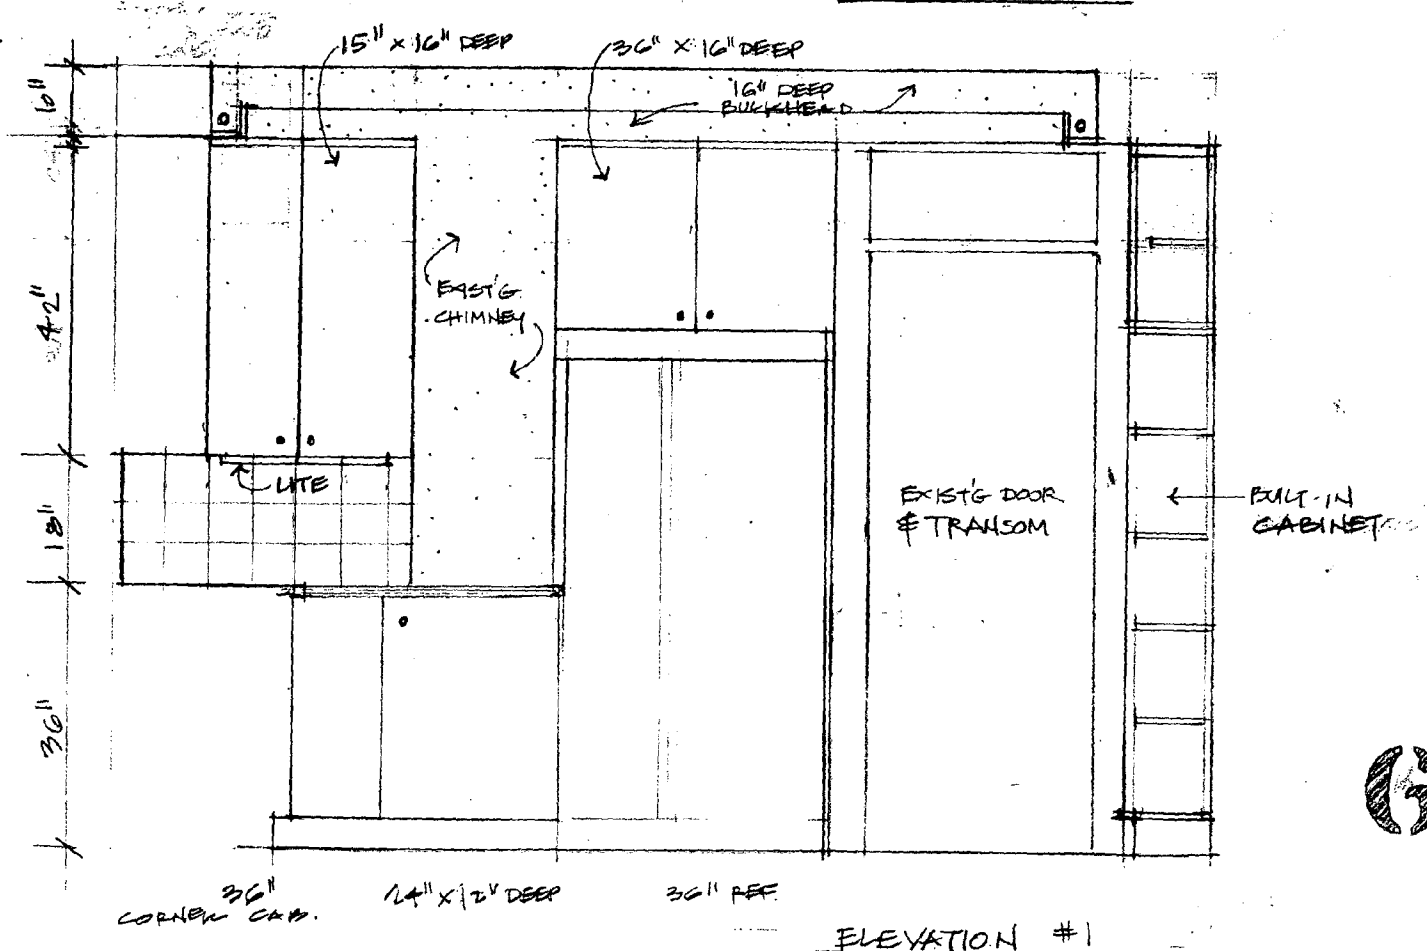 15" x 16" DEEP
36" x 16" DEEP
16" DEEP
BULKHEAD
42"
EXIST'G
CHIMNEY
LITE
18"
EXIST'G DOOR
& TRANSOM
BUILT-IN
CABINET
36"
36"
CORNER CAB.
24" x 12" DEEP
36" REF.
ELEVATION #1